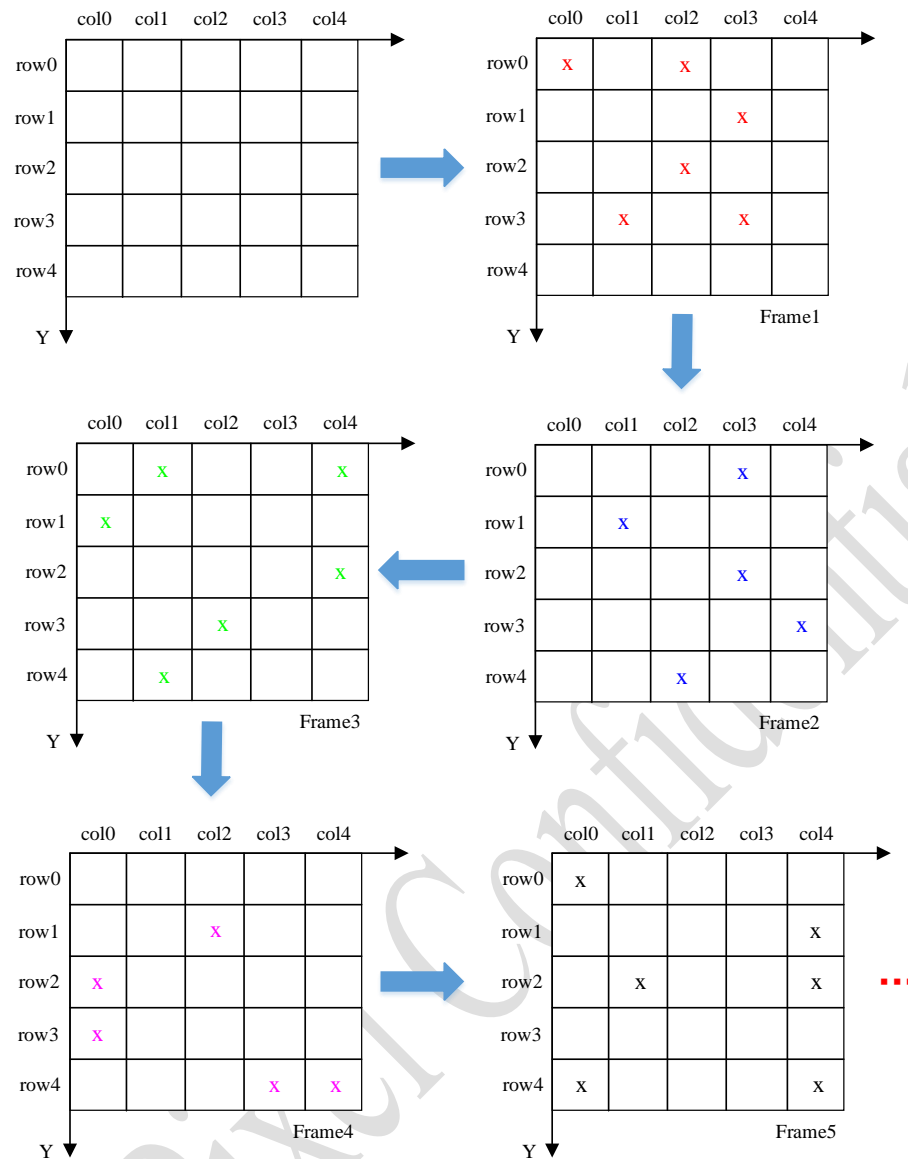 col0 col1 col2 col3 col4
row0
row1
row2
row3
row4
Y
col0 col1 col2 col3 col4
row0 x x
row1 x
row2 x
row3 x x
row4
Frame1
Y
col0 col1 col2 col3 col4
row0 x x
row1 x
row2 x
row3 x
row4 x
Frame3
Y
col0 col1 col2 col3 col4
row0 x
row1 x
row2 x
row3 x
row4 x
Frame2
Y
col0 col1 col2 col3 col4
row0
row1 x
row2 x
row3 x
row4 x x
Frame4
Y
col0 col1 col2 col3 col4
row0 x
row1 x
row2 x x
row3
row4 x x
Frame5
Y
Pixel Confidential